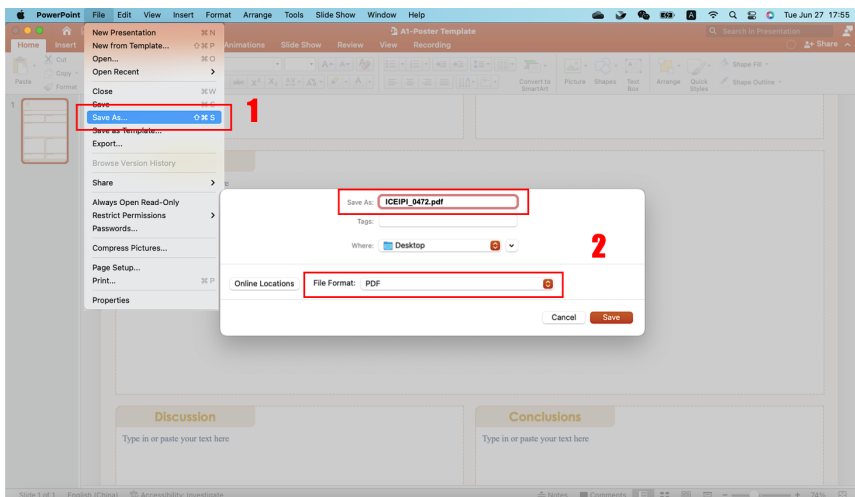 PowerPoint File Edit View Insert Format Arrange Tools Slide Show Window Help Tue Jun 27 17:55
A1-Poster Template
Search in Presentation
Home Insert Animations Slide Show Review View Recording Share
Cut
Copy
Format
Paste
Convert to
SmartArt
Picture Shapes Text
Box
Arrange Quick
Styles
Shape Fill
Shape Outline
New Presentation ⌘ N
New from Template... ⇧ ⌘ P
Open... ⌘ O
Open Recent
Close ⌘ W
Save ⌘ S
Save As... ⇧ ⌘ S
Save as Template...
Export...
Browse Version History
Share
Always Open Read-Only
Restrict Permissions
Passwords...
Compress Pictures...
Page Setup...
Print... ⌘ P
Properties
1
1
Save As: ICEIPI_0472.pdf
Tags:
Where: Desktop
2
Online Locations File Format: PDF
Cancel Save
Discussion
Type in or paste your text here
Conclusions
Type in or paste your text here
Slide 1 of 1 English (China) Accessibility: Investigate Notes Comments 34%